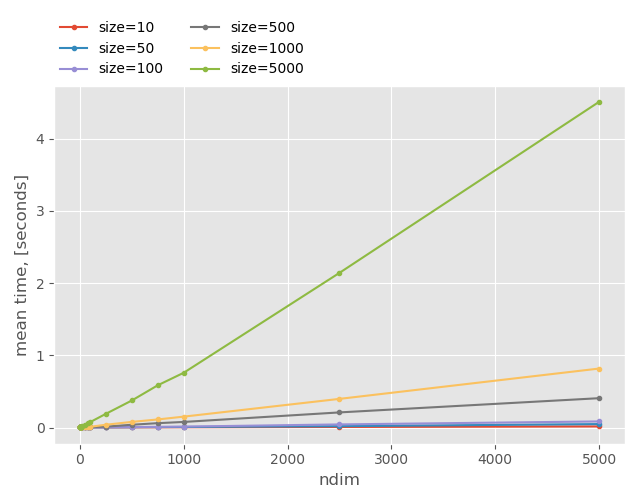 size=10
size=50
size=100
size=500
size=1000
size=5000
mean time, [seconds]
4
3
2
1
0
0 1000 2000 3000 4000 5000
ndim